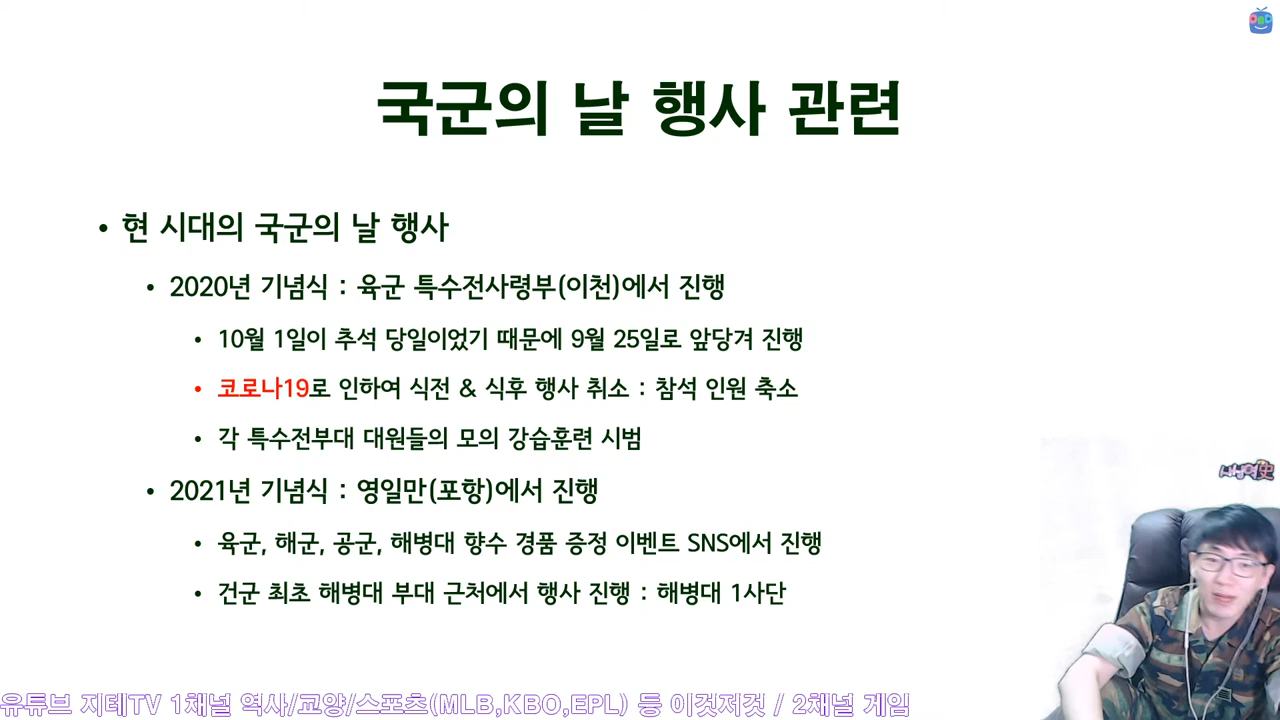 국군의 날 행사 관련
• 현 시대의 국군의 날 행사
• 2020년 기념식 : 육군 특수전사령부(이천)에서 진행
• 10월 1일이 추석 당일이었기 때문에 9월 25일로 앞당겨 진행
• 코로나19로 인하여 식전 & 식후 행사 취소 : 참석 인원 축소
• 각 특수전부대 대원들의 모의 강습훈련 시범
• 2021년 기념식 : 영일만(포항)에서 진행
• 육군, 해군, 공군, 해병대 향수 경품 증정 이벤트 SNS에서 진행
• 건군 최초 해병대 부대 근처에서 행사 진행 : 해병대 1사단
유튜브 지테TV 1채널 역사/교양/스포츠(MLB,KBO,EPL) 등 이것저것 / 2채널 게임